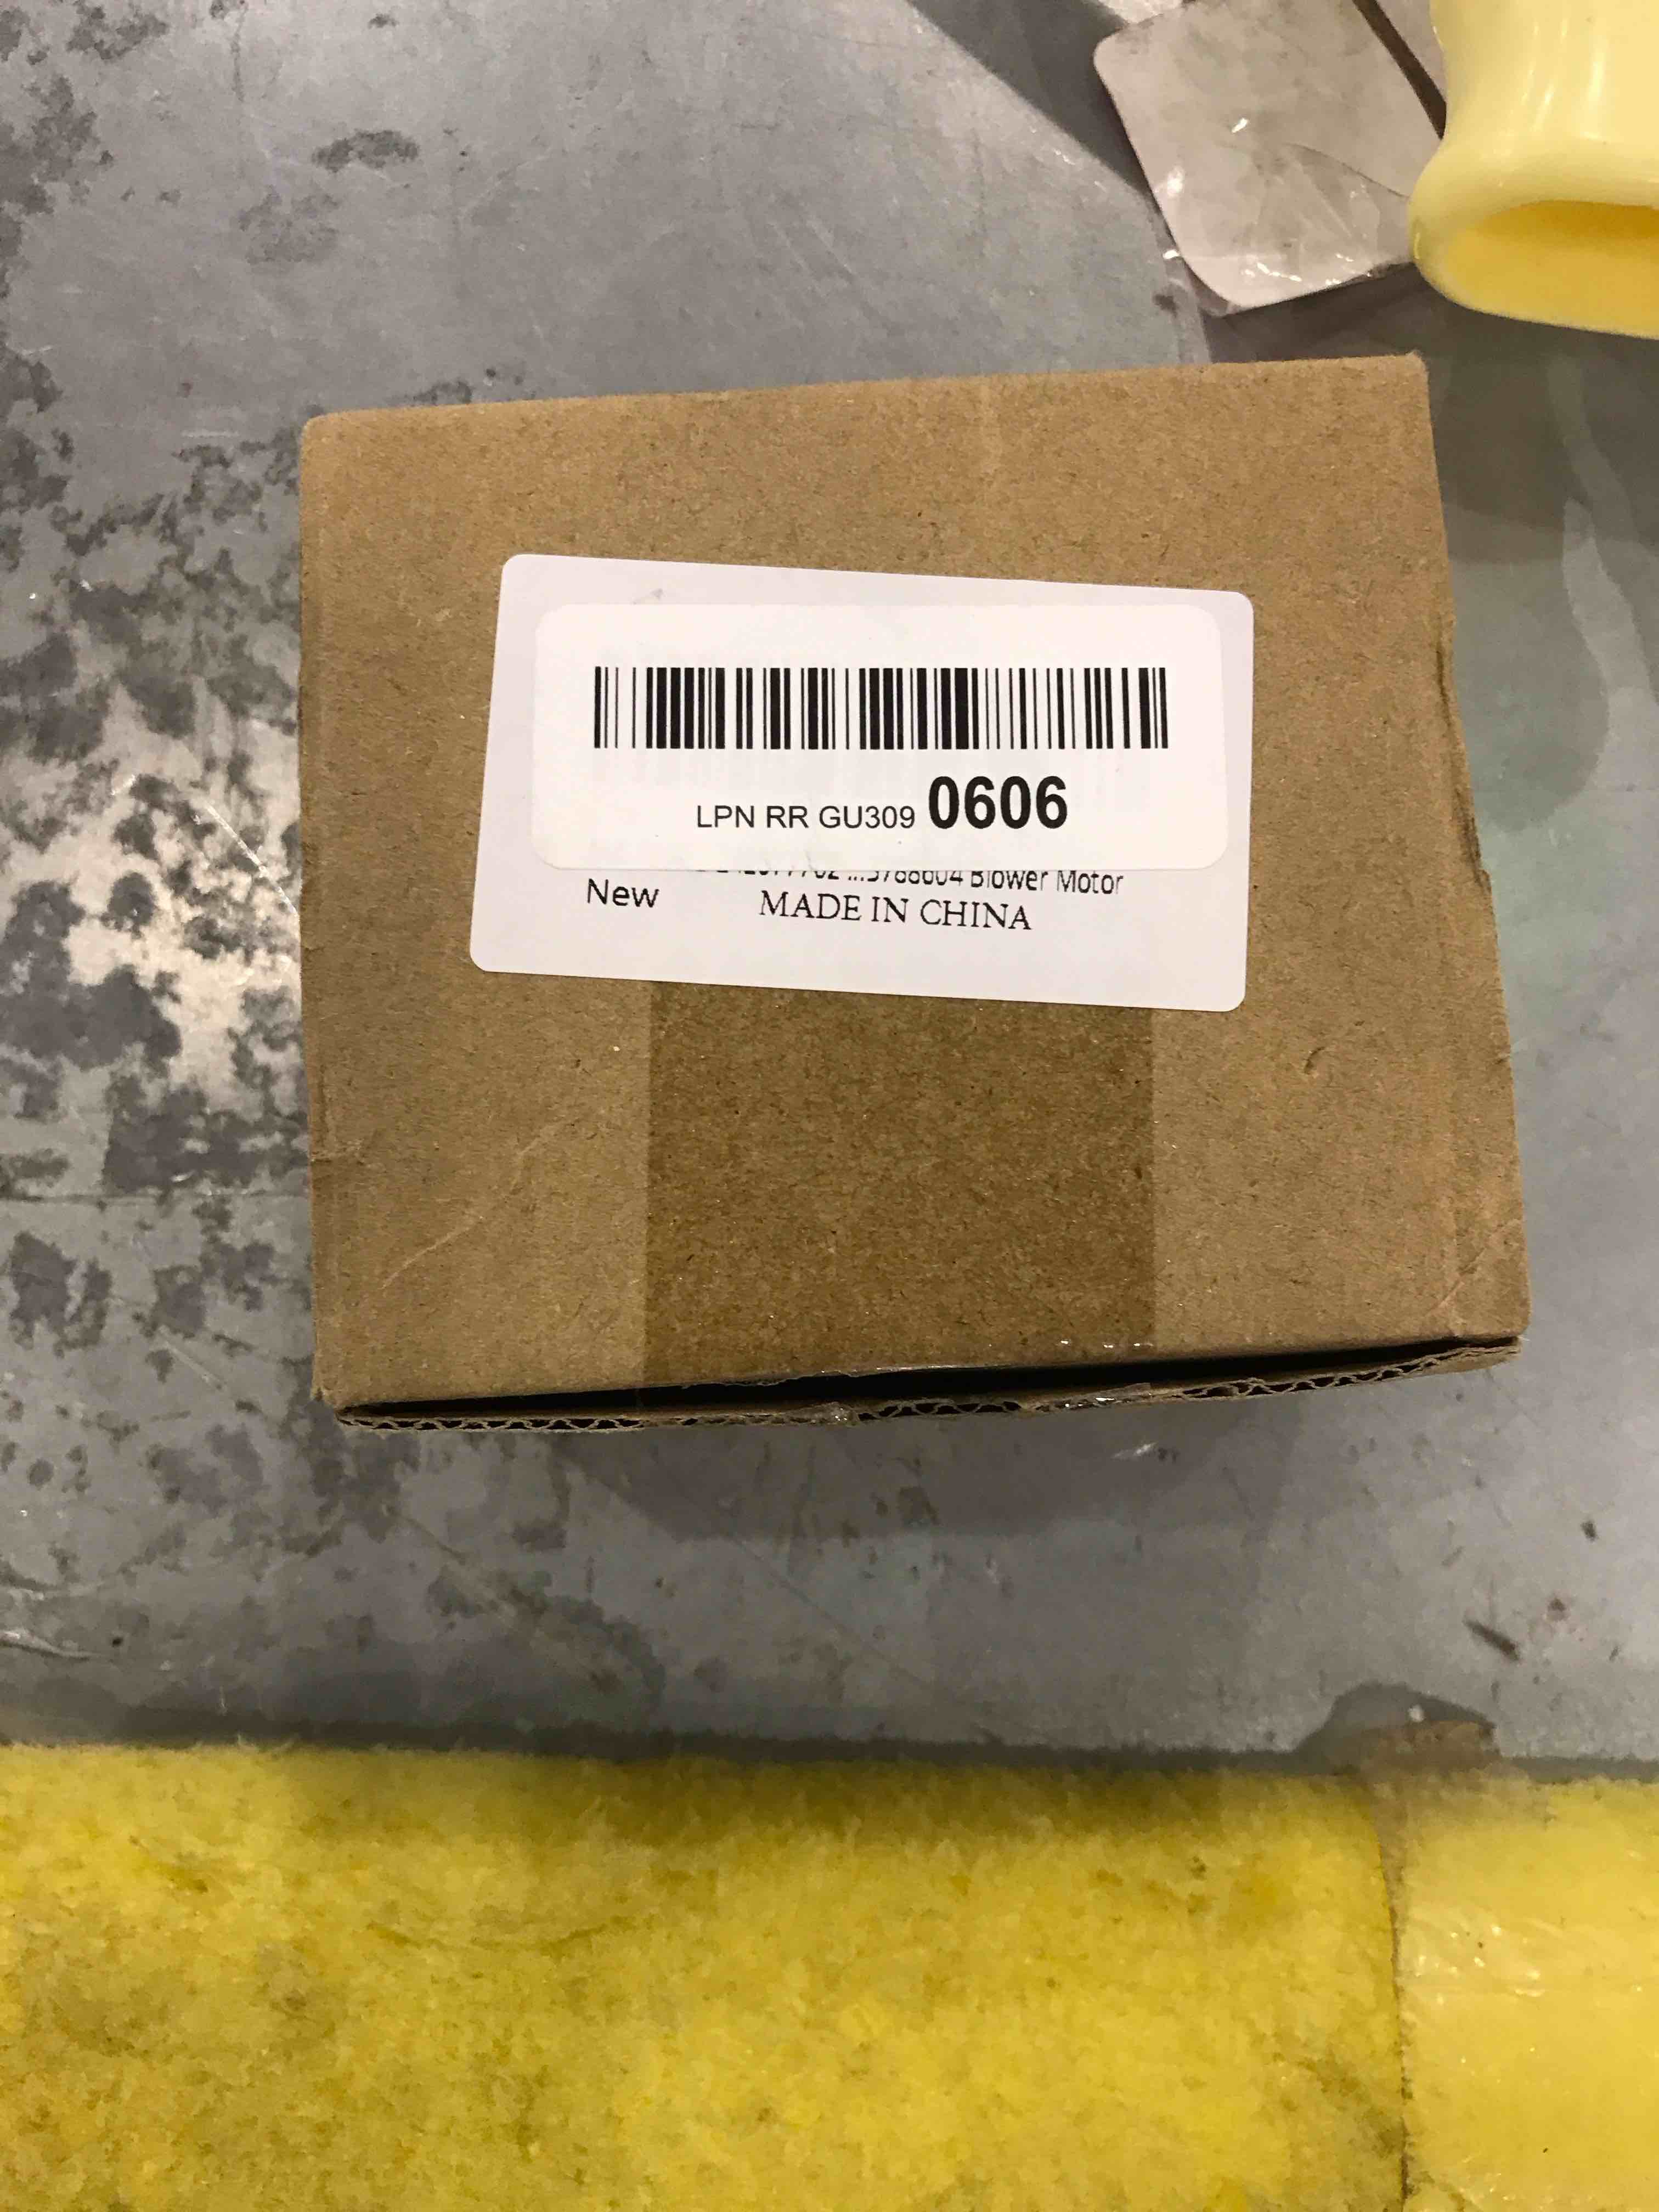 LPN RR GU309 0606
Blower Motor
New MADE IN CHINA